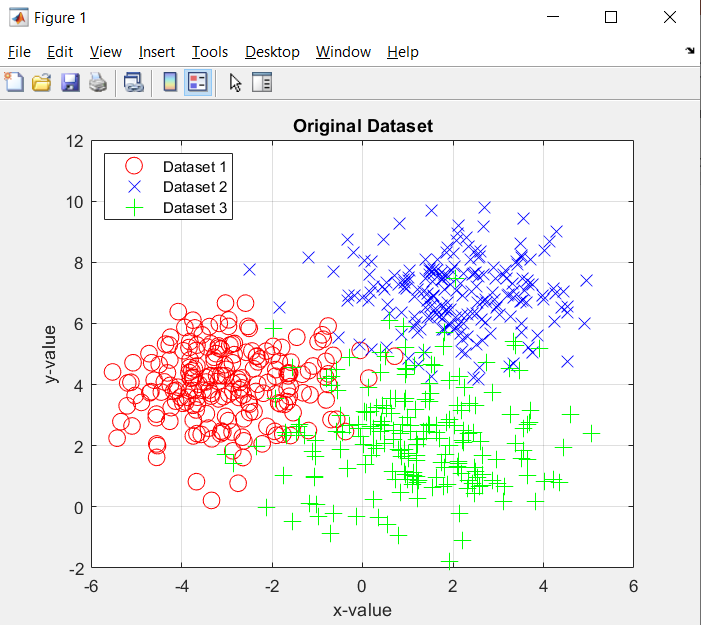 Figure 1
File Edit View Insert Tools Desktop Window Help
Original Dataset
Dataset 1
Dataset 2
Dataset 3
12
10
8
6
4
2
0
-2
y-value
-6 -4 -2 0 2 4 6
x-value